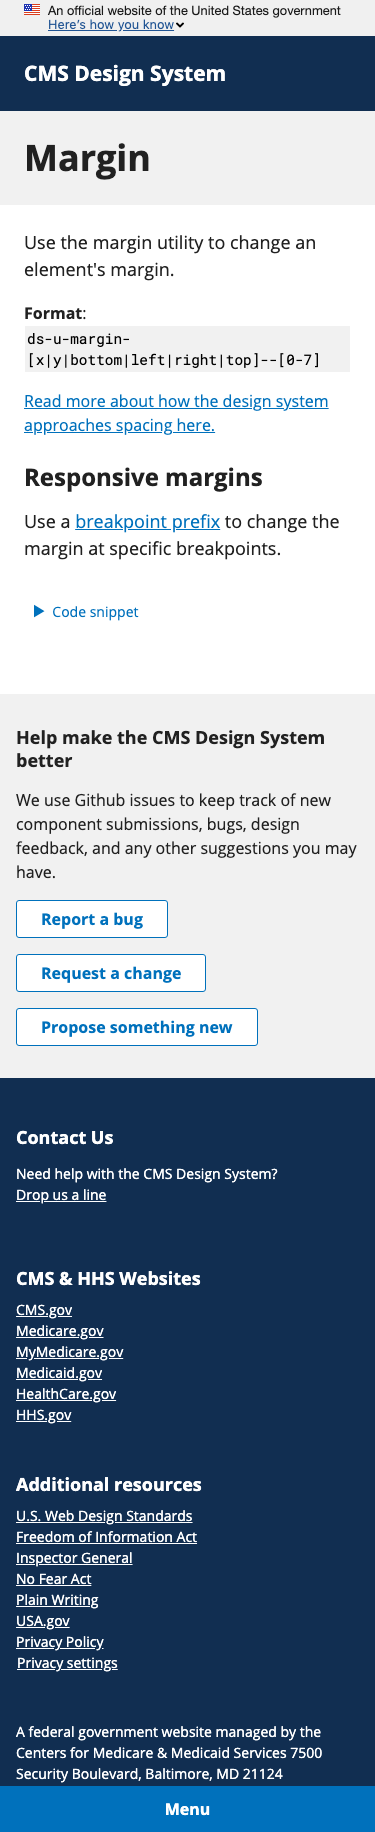 An official website of the United States government
Here's how you know
CMS Design System
Margin
Use the margin utility to change an
element's margin.
Format:
ds-u-margin-
[x|y|bottom|left|right|top]--[0-7]
Read more about how the design system
approaches spacing here.
Responsive margins
Use a breakpoint prefix to change the
margin at specific breakpoints.
Code snippet
Help make the CMS Design System
better
We use Github issues to keep track of new
component submissions, bugs, design
feedback, and any other suggestions you may
have.
Report a bug
Request a change
Propose something new
Contact Us
Need help with the CMS Design System?
Drop us a line
CMS & HHS Websites
CMS.gov
Medicare.gov
MyMedicare.gov
Medicaid.gov
HealthCare.gov
HHS.gov
Additional resources
U.S. Web Design Standards
Freedom of Information Act
Inspector General
No Fear Act
Plain Writing
USA.gov
Privacy Policy
Privacy settings
A federal government website managed by the
Centers for Medicare & Medicaid Services 7500
Security Boulevard, Baltimore, MD 21124
Menu